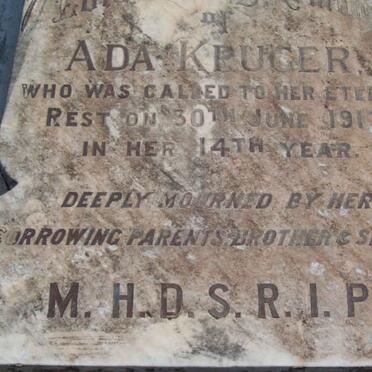 of
ADA KRUGER,
WHO WAS CALLED TO HER
REST ON 30TH JUNE
IN HER 14TH YEAR.
DEEPLY MOURNED BY HER
PARENTS, BROTHER &
M.H.D.S.R.I.P